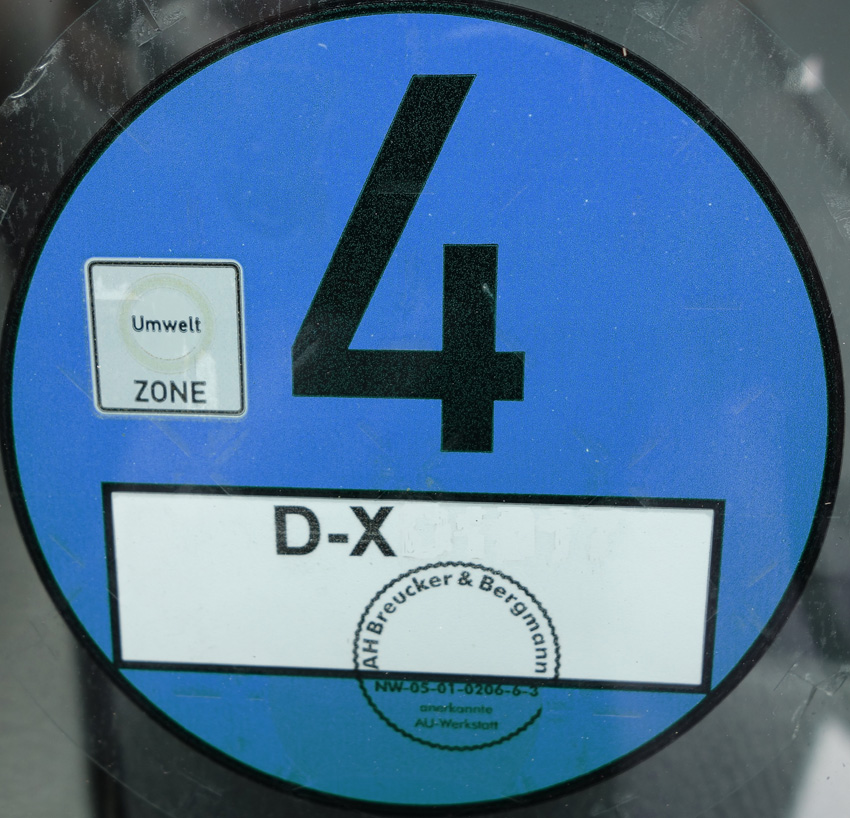 4
Umwelt
ZONE
D-X
AH Breucker & Bergmann
NW-05-01-0206-6-3
anerkannte
AU-Werkstatt